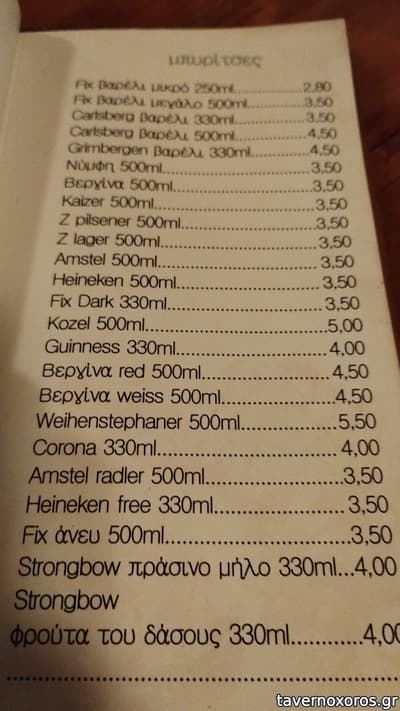 μπυρίτσες
Fix βαρέλι μικρό 250ml...............2,80
Fix βαρέλι μεγάλο 500ml............3,50
Carlsberg βαρέλι 330ml..............3,50
Carlsberg βαρέλι 500ml..............4,50
Grimbergen βαρέλι 330ml..........4,50
Νύμφη 500ml..............................3,50
Βεργίνα 500ml.............................3,50
Kaizer 500ml................................3,50
Z pilsener 500ml..........................3,50
Z lager 500ml...............................3,50
Amstel 500ml............................... 3,50
Heineken 500ml........................... 3,50
Fix Dark 330ml............................. 3,50
Kozel 500ml..................................5,00
Guinness 330ml............................ 4,00
Βεργίνα red 500ml...................... 4,50
Βεργίνα weiss 500ml...................4,50
Weihenstephaner 500ml...............5,50
Corona 330ml............................... 4,00
Amstel radler 500ml.......................3,50
Heineken free 330ml..................... 3,50
Fix άνευ 500ml..............................3,50
Strongbow πράσινο μήλο 330ml...4,00
Strongbow
φρούτα του δάσους 330ml............4,00
tavernoxoros.gr